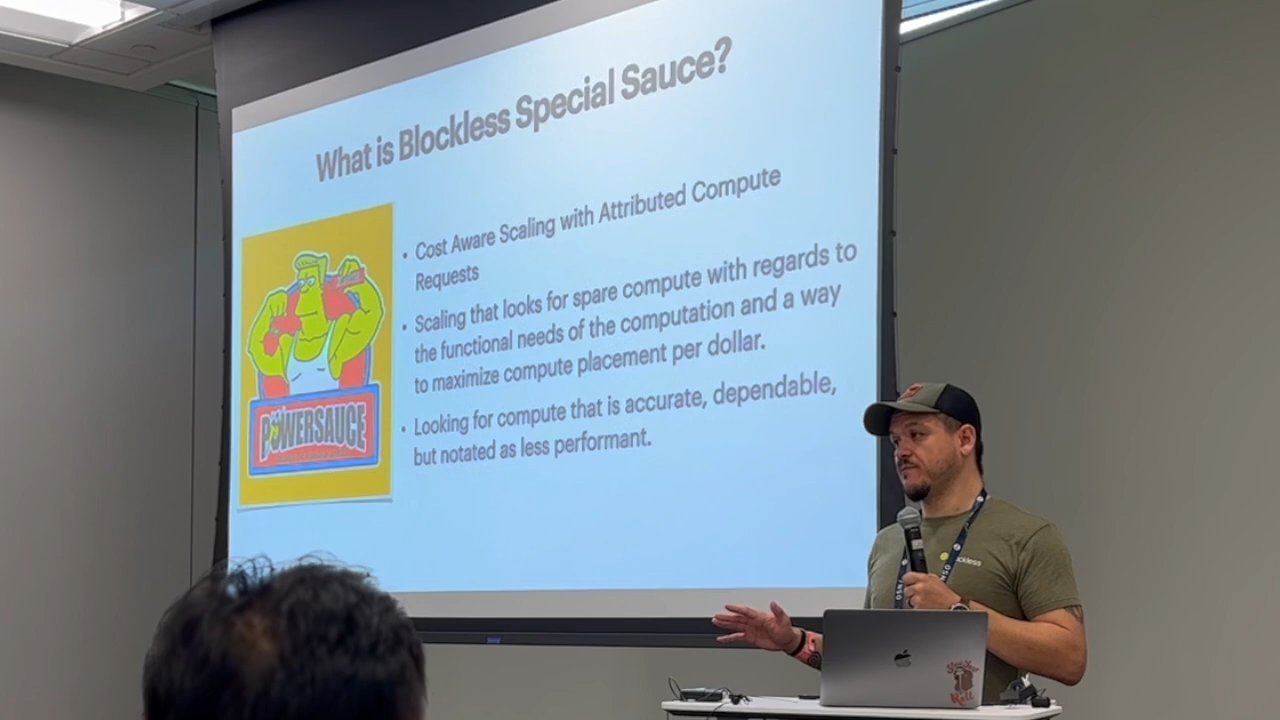 What is Blockless Special Sauce?
• Cost Aware Scaling with Attributed Compute
Requests
• Scaling that looks for spare compute with regards to
the functional needs of the computation and a way
to maximize compute placement per dollar.
• Looking for compute that is accurate, dependable,
but notated as less performant.
POWERSAUCE
ckless